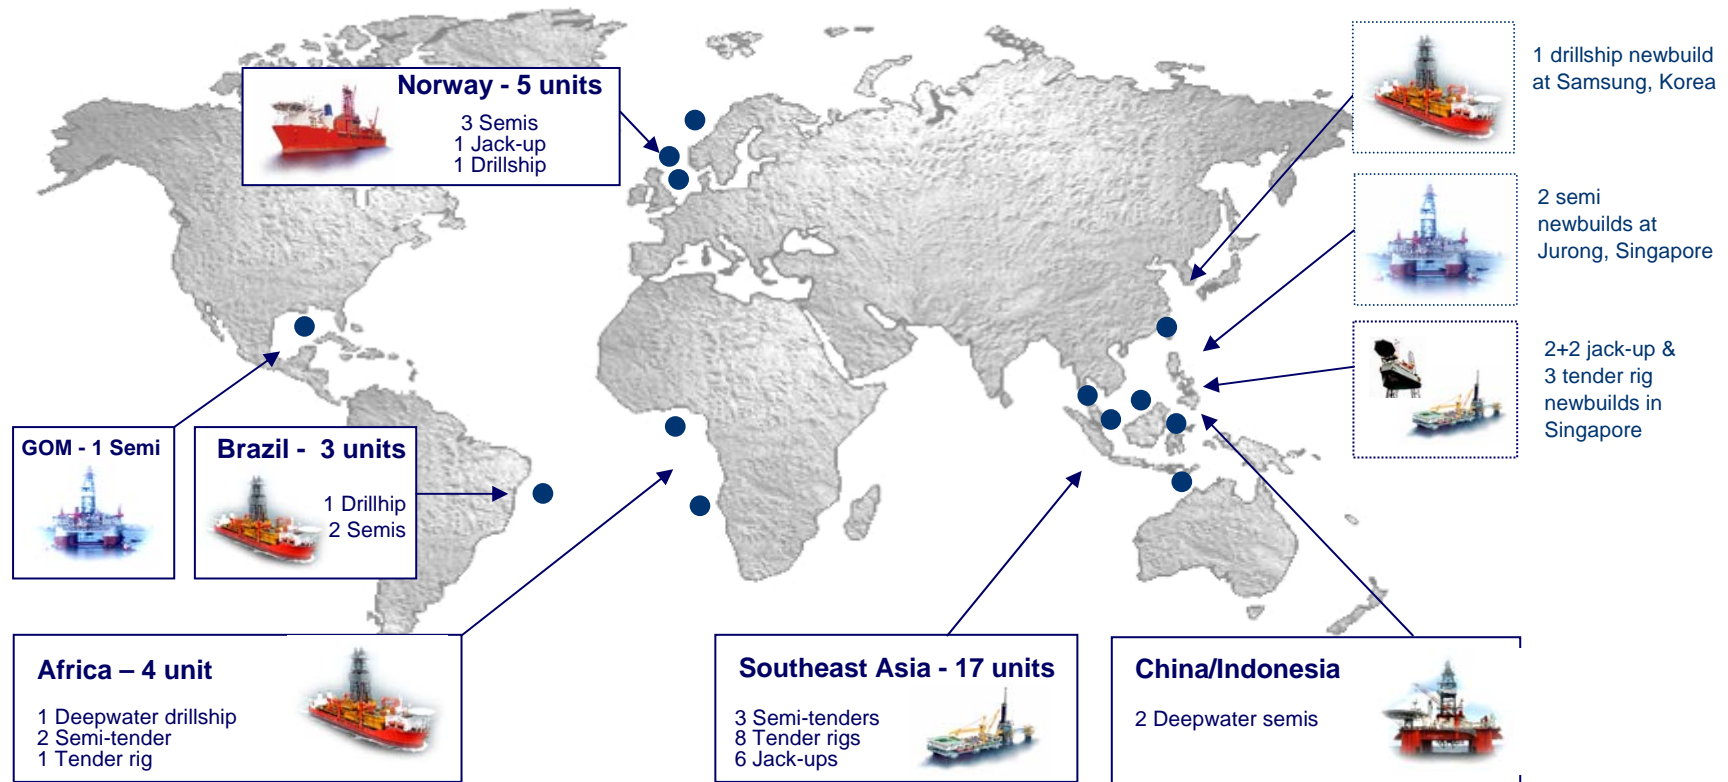 Norway - 5 units
3 Semis
1 Jack-up
1 Drillship
1 drillship newbuild
at Samsung, Korea
2 semi
newbuilds at
Jurong, Singapore
2+2 jack-up &
3 tender rig
newbuilds in
Singapore
GOM - 1 Semi
Brazil -  3 units
1 Drillhip
2 Semis
Africa – 4 unit
1 Deepwater drillship
2 Semi-tender
1 Tender rig
Southeast Asia - 17 units
3 Semi-tenders
8 Tender rigs
6 Jack-ups
China/Indonesia
2 Deepwater semis